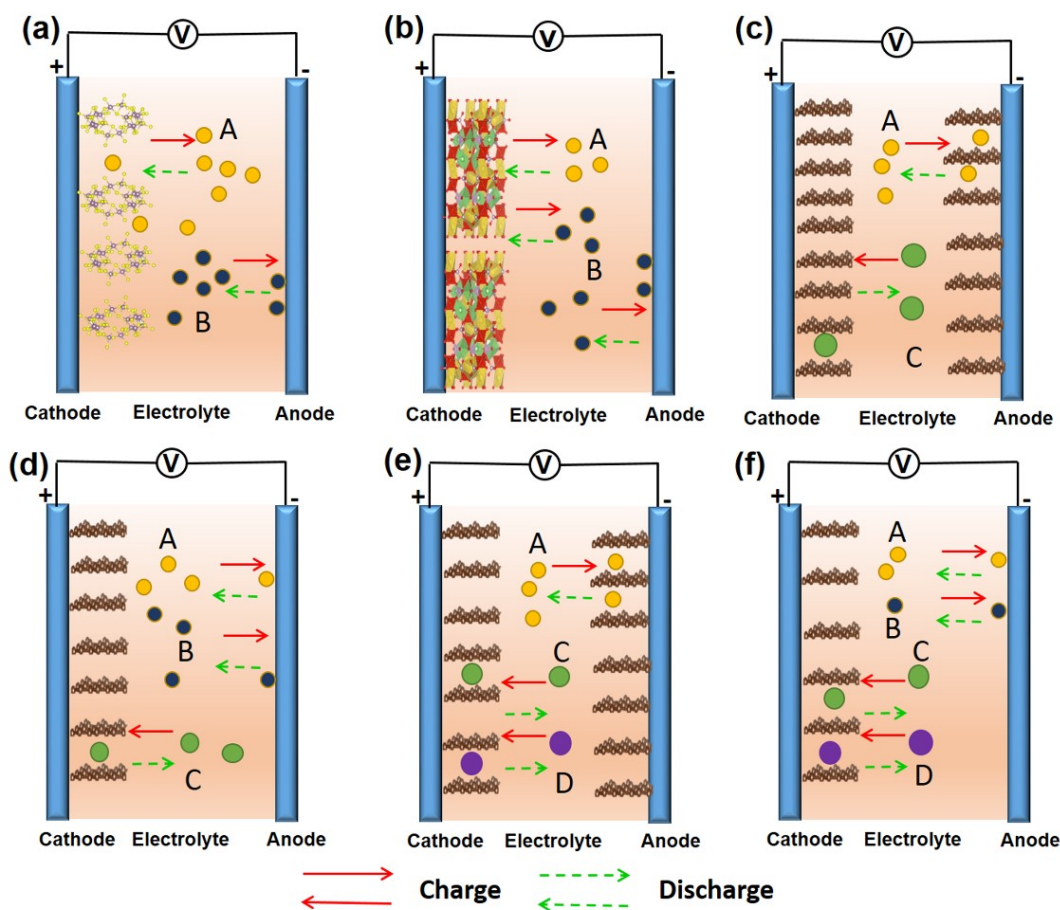 (a)
V
+
-
A
B
Cathode Electrolyte Anode
(b)
V
+
-
A
B
Cathode Electrolyte Anode
(c)
V
+
-
A
C
Cathode Electrolyte Anode
(d)
V
+
-
A
B
C
Cathode Electrolyte Anode
(e)
V
+
-
A
C
D
Cathode Electrolyte Anode
(f)
V
+
-
A
B
C
D
Cathode Electrolyte Anode
Charge Discharge